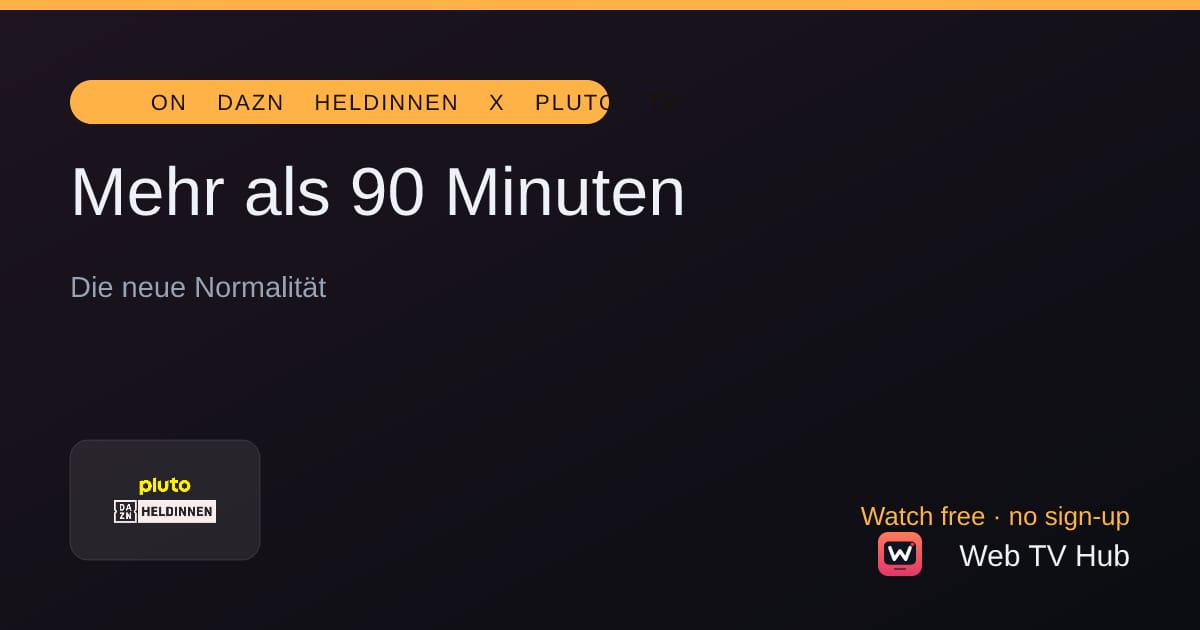 ON DAZN HELDINNEN X PLUTO TV
Mehr als 90 Minuten
Die neue Normalität
pluto
DAZN HELDINNEN
Watch free · no sign-up
W
Web TV Hub